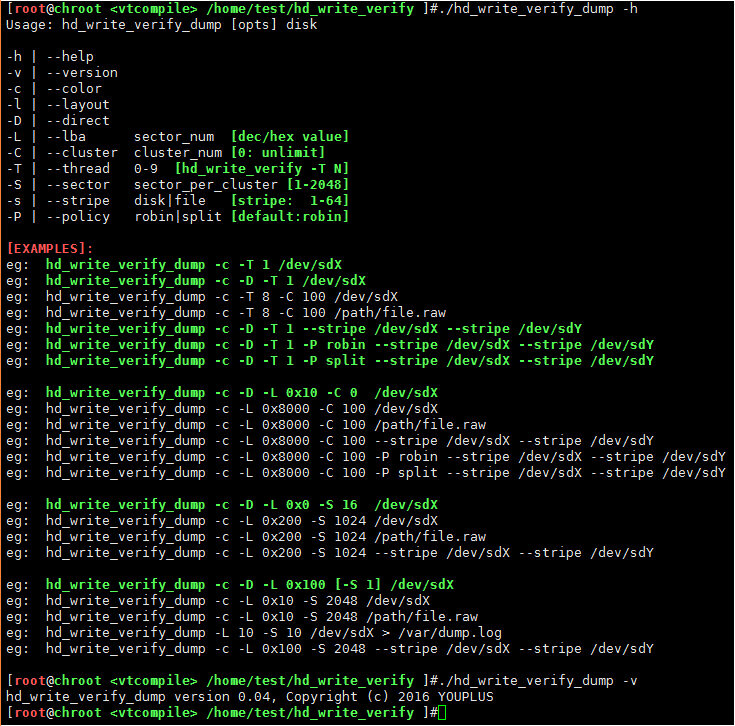 [root@chroot <vtcompile> /home/test/hd_write_verify ]#./hd_write_verify_dump -h
Usage: hd_write_verify_dump [opts] disk

-h | --help
-v | --version
-c | --color
-l | --layout
-D | --direct
-L | --lba     sector_num  [dec/hex value]
-C | --cluster  cluster_num [0: unlimit]
-T | --thread   0-9  [hd_write_verify -T N]
-S | --sector   sector_per_cluster [1-2048]
-s | --stripe   disk|file   [stripe:  1-64]
-P | --policy   robin|split [default:robin]

[EXAMPLES]:
eg:  hd_write_verify_dump -c -T 1 /dev/sdX
eg:  hd_write_verify_dump -c -D -T 1 /dev/sdX
eg:  hd_write_verify_dump -c -T 8 -C 100 /dev/sdX
eg:  hd_write_verify_dump -c -T 8 -C 100 /path/file.raw
eg:  hd_write_verify_dump -c -D -T 1 --stripe /dev/sdX --stripe /dev/sdY
eg:  hd_write_verify_dump -c -D -T 1 -P robin --stripe /dev/sdX --stripe /dev/sdY
eg:  hd_write_verify_dump -c -D -T 1 -P split --stripe /dev/sdX --stripe /dev/sdY

eg:  hd_write_verify_dump -c -D -L 0x10 -C 0  /dev/sdX
eg:  hd_write_verify_dump -c -L 0x8000 -C 100 /dev/sdX
eg:  hd_write_verify_dump -c -L 0x8000 -C 100 /path/file.raw
eg:  hd_write_verify_dump -c -L 0x8000 -C 100 --stripe /dev/sdX --stripe /dev/sdY
eg:  hd_write_verify_dump -c -L 0x8000 -C 100 -P robin --stripe /dev/sdX --stripe /dev/sdY
eg:  hd_write_verify_dump -c -L 0x8000 -C 100 -P split --stripe /dev/sdX --stripe /dev/sdY

eg:  hd_write_verify_dump -c -D -L 0x0 -S 16  /dev/sdX
eg:  hd_write_verify_dump -c -L 0x200 -S 1024 /dev/sdX
eg:  hd_write_verify_dump -c -L 0x200 -S 1024 /path/file.raw
eg:  hd_write_verify_dump -c -L 0x200 -S 1024 --stripe /dev/sdX --stripe /dev/sdY

eg:  hd_write_verify_dump -c -D -L 0x100 [-S 1] /dev/sdX
eg:  hd_write_verify_dump -c -L 0x10 -S 2048 /dev/sdX
eg:  hd_write_verify_dump -c -L 0x10 -S 2048 /path/file.raw
eg:  hd_write_verify_dump -L 10 -S 10 /dev/sdX > /var/dump.log
eg:  hd_write_verify_dump -c -L 0x100 -S 2048 --stripe /dev/sdX --stripe /dev/sdY

[root@chroot <vtcompile> /home/test/hd_write_verify ]#./hd_write_verify_dump -v
hd_write_verify_dump version 0.04, Copyright (c) 2016 YOUPLUS
[root@chroot <vtcompile> /home/test/hd_write_verify ]#